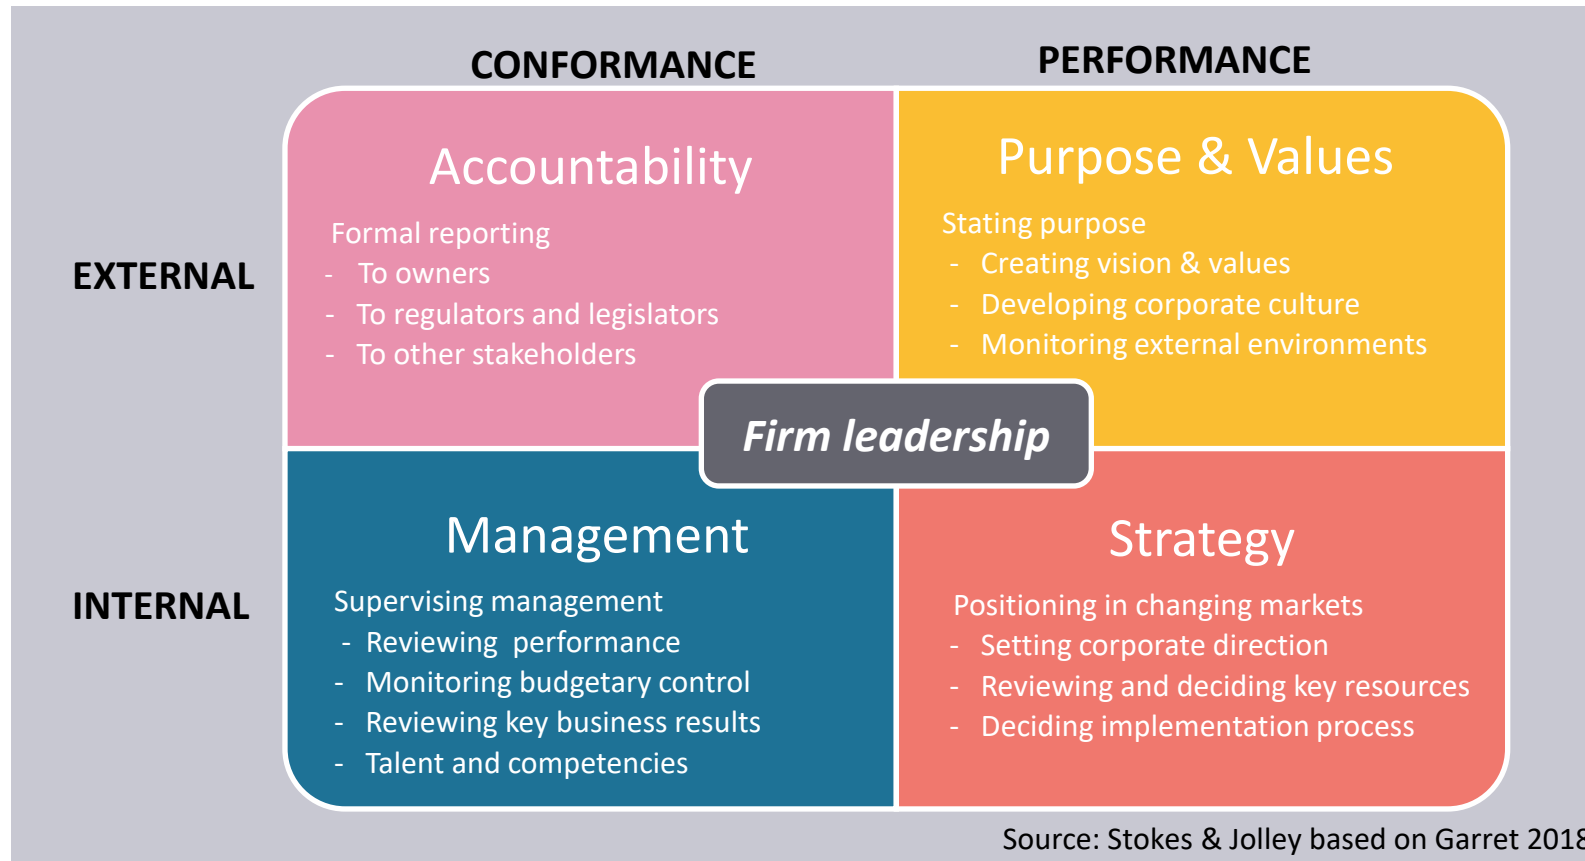 CONFORMANCE
PERFORMANCE
EXTERNAL
Accountability
Formal reporting
- To owners
- To regulators and legislators
- To other stakeholders
Purpose & Values
Stating purpose
- Creating vision & values
- Developing corporate culture
- Monitoring external environments
Firm leadership
INTERNAL
Management
Supervising management
- Reviewing performance
- Monitoring budgetary control
- Reviewing key business results
- Talent and competencies
Strategy
Positioning in changing markets
- Setting corporate direction
- Reviewing and deciding key resources
- Deciding implementation process
Source: Stokes & Jolley based on Garret 2018